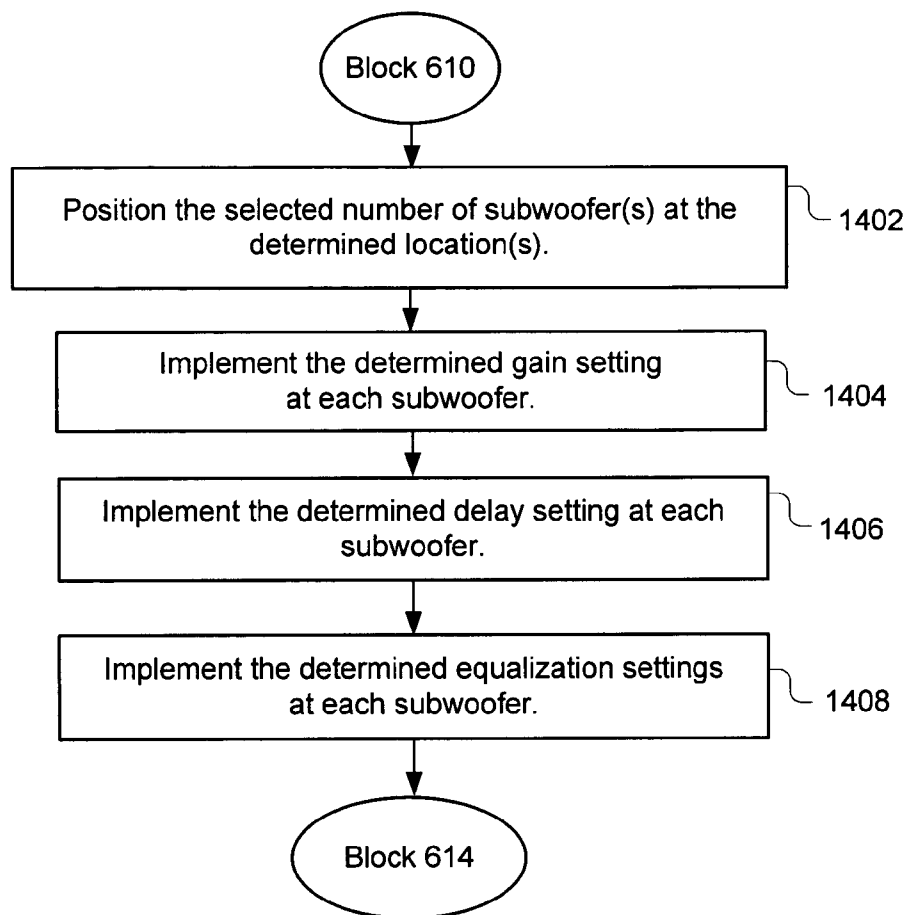 Block 610
Position the selected number of subwoofer(s) at the
determined location(s).
1402
Implement the determined gain setting
at each subwoofer.
1404
Implement the determined delay setting at each
subwoofer.
1406
Implement the determined equalization settings
at each subwoofer.
1408
Block 614